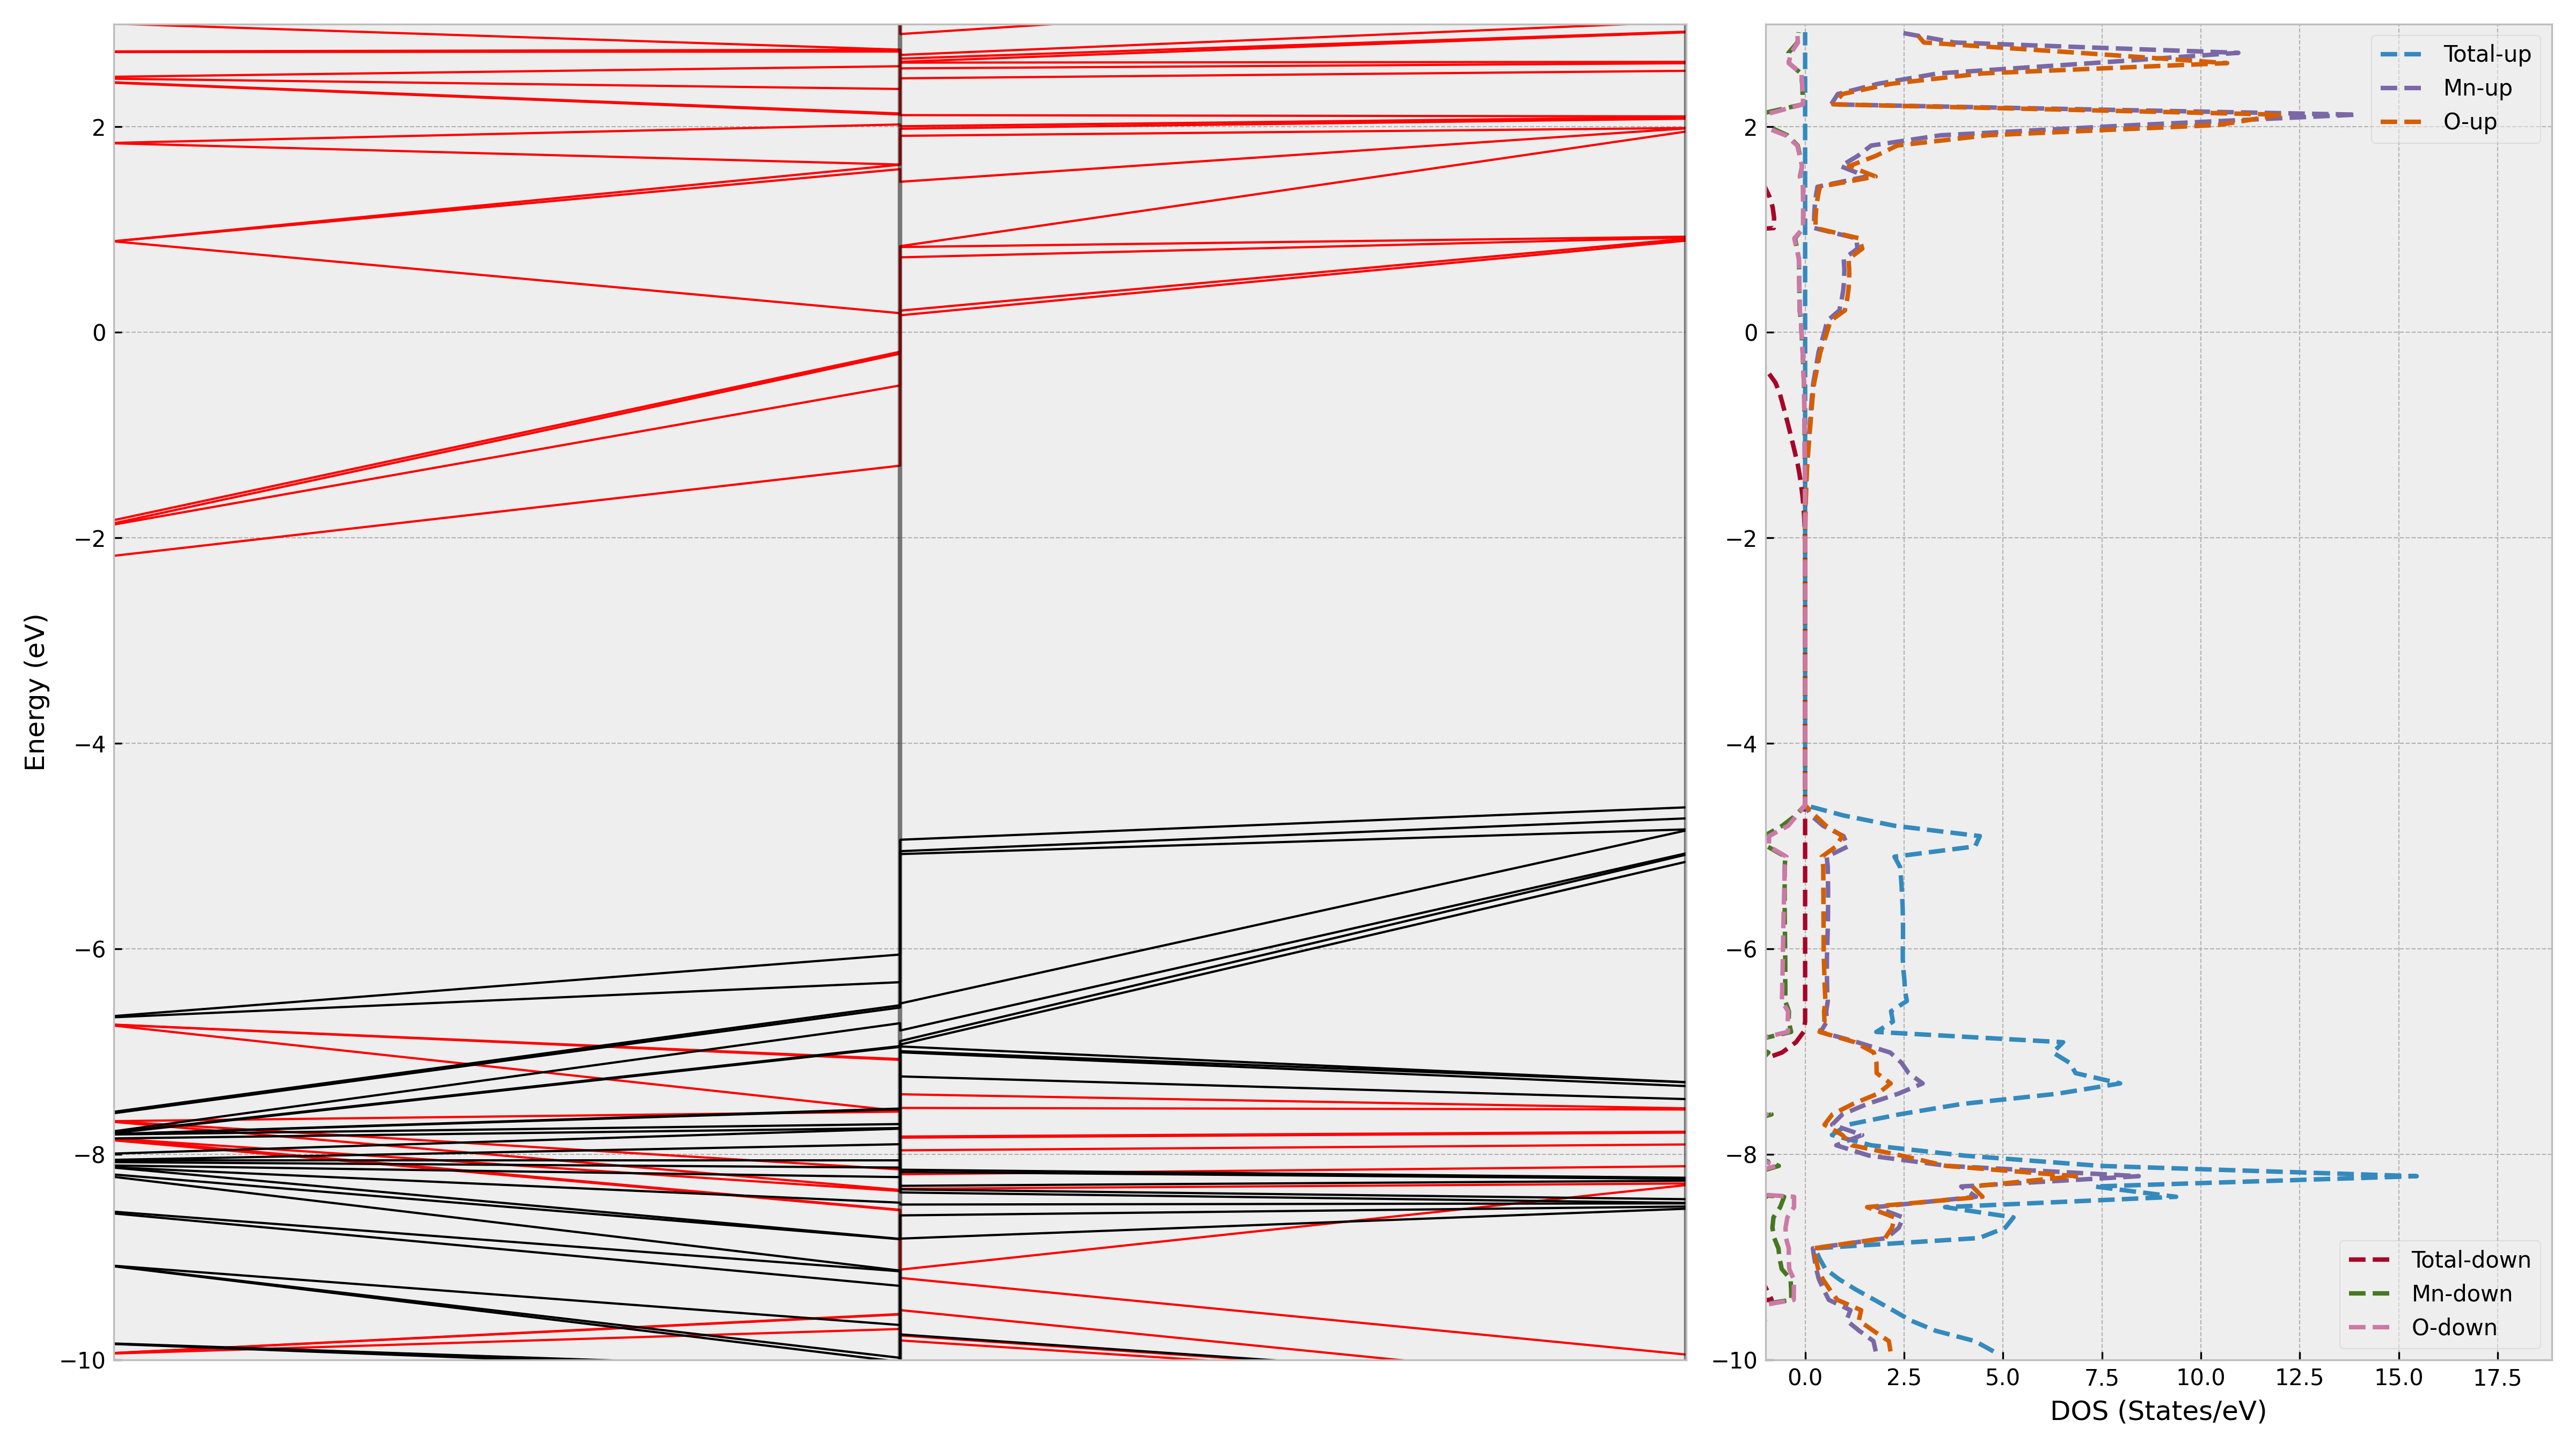 Energy (eV)
2
0
−2
−4
−6
−8
−10
2
0
−2
−4
−6
−8
−10
Total-up
Mn-up
O-up
Total-down
Mn-down
O-down
0.0 2.5 5.0 7.5 10.0 12.5 15.0 17.5
DOS (States/eV)